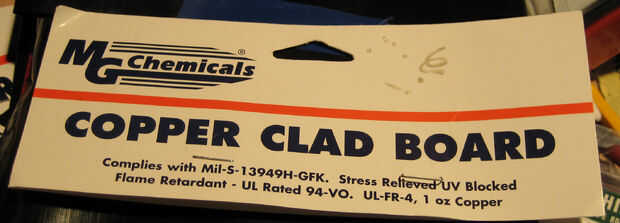 MG Chemicals ®
COPPER CLAD BOARD
Complies with Mil-S-13949H-GFK. Stress Relieved UV Blocked
Flame Retardant - UL Rated 94-VO. UL-FR-4, 1 oz Copper